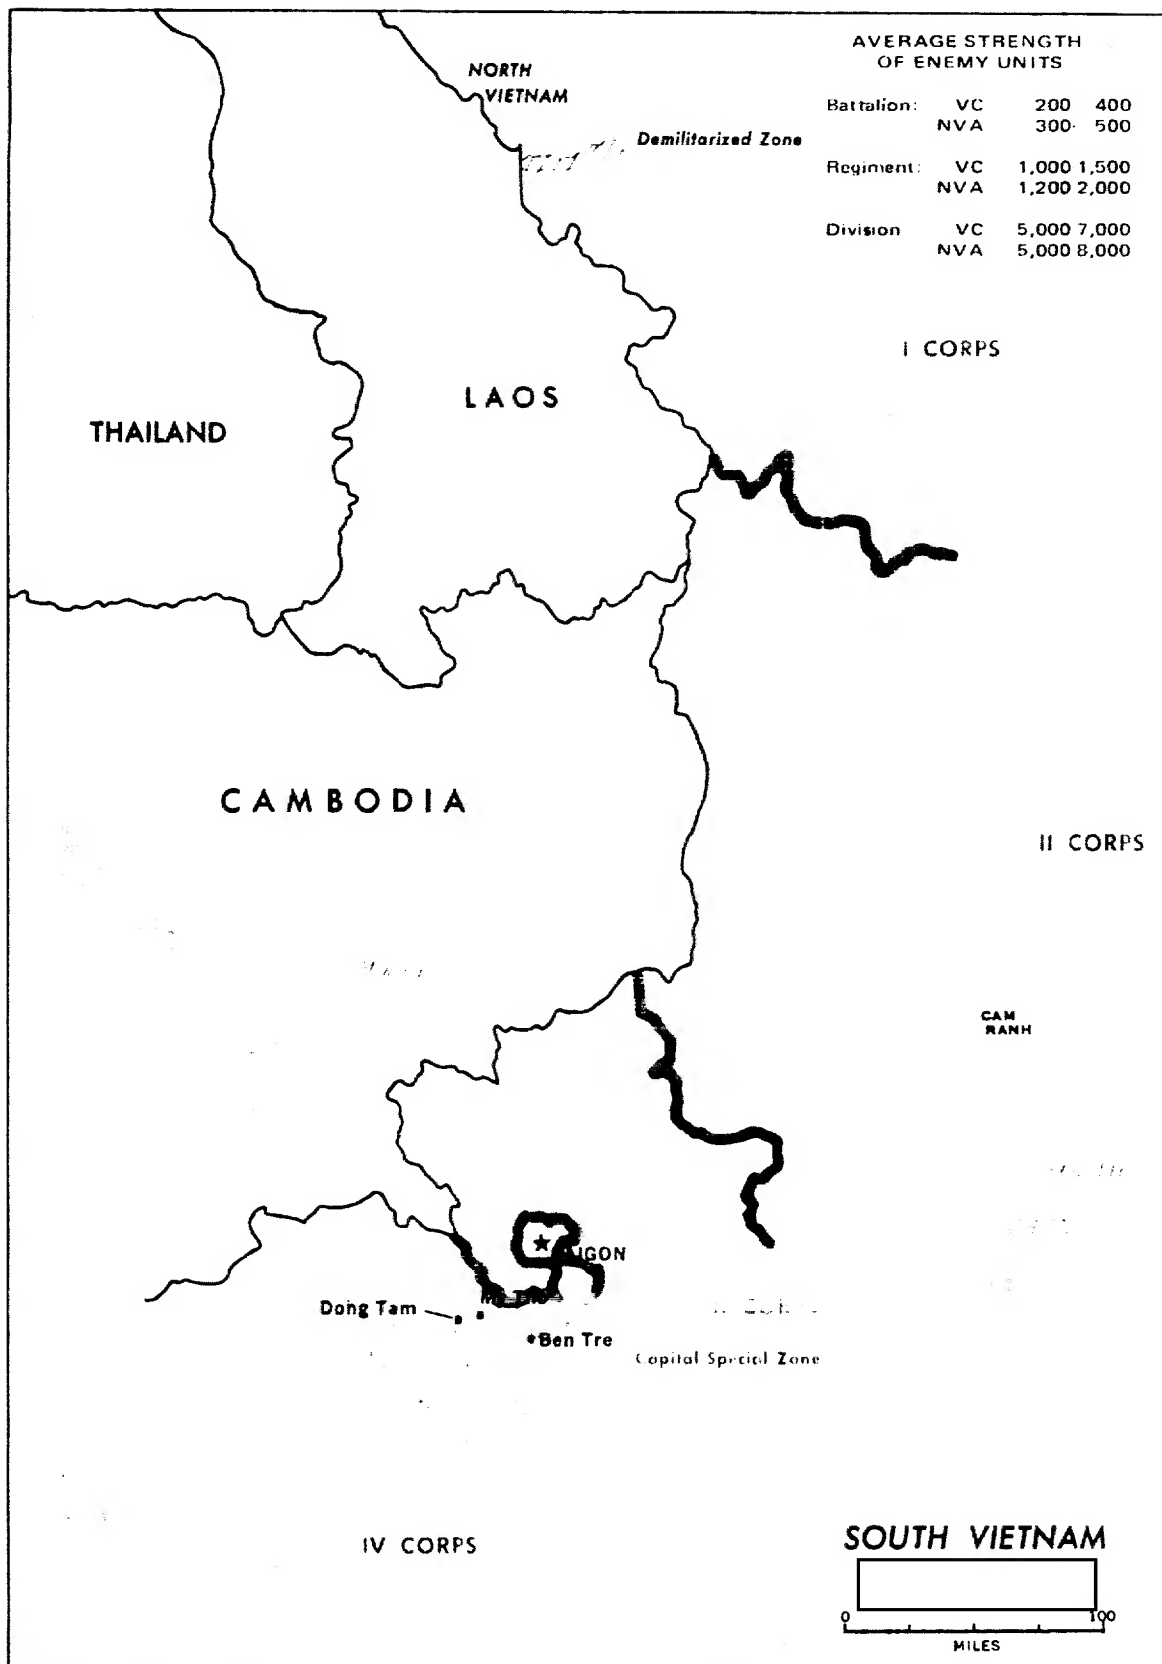 AVERAGE STRENGTH
OF ENEMY UNITS
Battalion: VC 200 400
NVA 300- 500
Regiment: VC 1,000 1,500
NVA 1,200 2,000
Division VC 5,000 7,000
NVA 5,000 8,000
NORTH
VIETNAM
Demilitarized Zone
I CORPS
LAOS
THAILAND
CAMBODIA
II CORPS
CAM
RANH
IGON
Dong Tam
Ben Tre
Capital Special Zone
IV CORPS
SOUTH VIETNAM
0 100
MILES